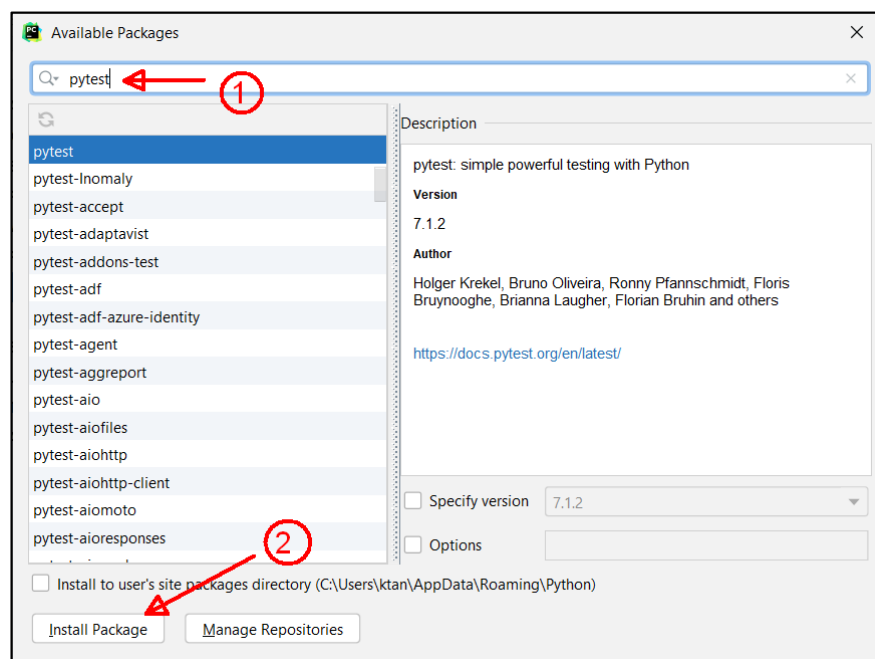 PC
Available Packages
pytest
1
pytest
pytest-Inomaly
pytest-accept
pytest-adaptavist
pytest-addons-test
pytest-adf
pytest-adf-azure-identity
pytest-agent
pytest-aggreport
pytest-aio
pytest-aiofiles
pytest-aiohttp
pytest-aiohttp-client
pytest-aiomoto
pytest-aioresponses
Description
pytest: simple powerful testing with Python
Version
7.1.2
Author
Holger Krekel, Bruno Oliveira, Ronny Pfannschmidt, Floris
Bruynooghe, Brianna Laugher, Florian Bruhin and others
https://docs.pytest.org/en/latest/
Specify version 7.1.2
Options
2
Install to user's site packages directory (C:\Users\ktan\AppData\Roaming\Python)
Install Package Manage Repositories